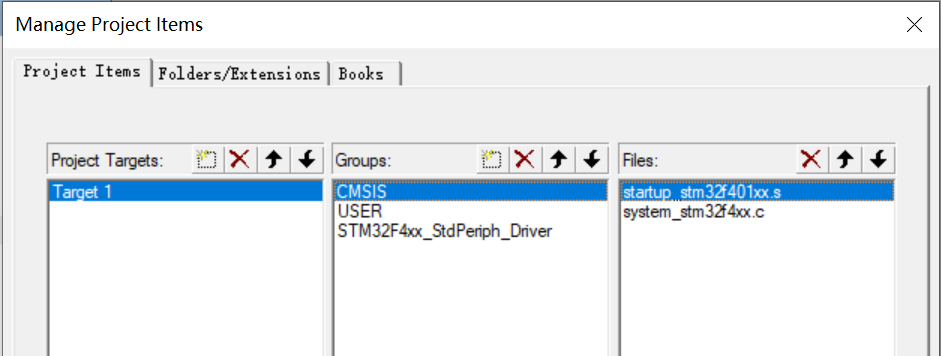 Manage Project Items
Project Items Folders/Extensions Books
Project Targets: Groups: Files:
Target 1 CMSIS startup_stm32f401xx.s
USER system_stm32f4xx.c
STM32F4xx_StdPeriph_Driver